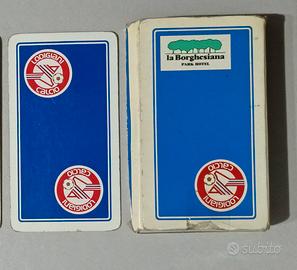 LODIGIANI
CALCIO
LODIGIANI
CALCIO
la Borghesiana
PARK HOTEL
LODIGIANI
CALCIO
subito